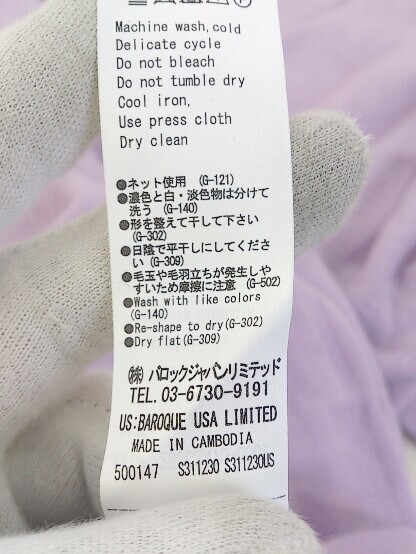 Machine wash,cold
Delicate cycle
Do not bleach
Do not tumble dry
Cool iron,
Use press cloth
Dry clean
●ネット使用 (G-121)
●濃色と白・淡色物は分けて
洗う (G-140)
●形を整えて干して下さい
(G-302)
●日陰で平干しにしてくださ
い (G-309)
●毛玉や毛羽立ちが発生しや
すいため摩擦に注意 (G-502)
●Wash with like colors
(G-140)
●Re-shape to dry(G-302)
●Dry flat(G-309)
㈱ バロックジャパンリミテッド
TEL. 03-6730-9191
US:BAROQUE USA LIMITED
MADE IN CAMBODIA
500147 S311230 S311230US